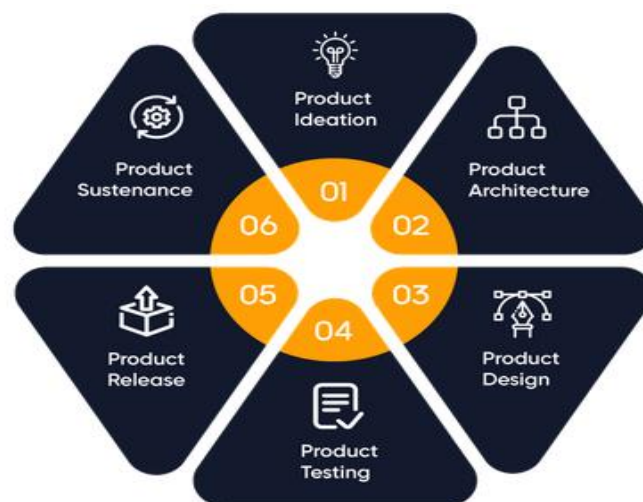 01
Product
Ideation
02
Product
Architecture
03
Product
Design
04
Product
Testing
05
Product
Release
06
Product
Sustenance